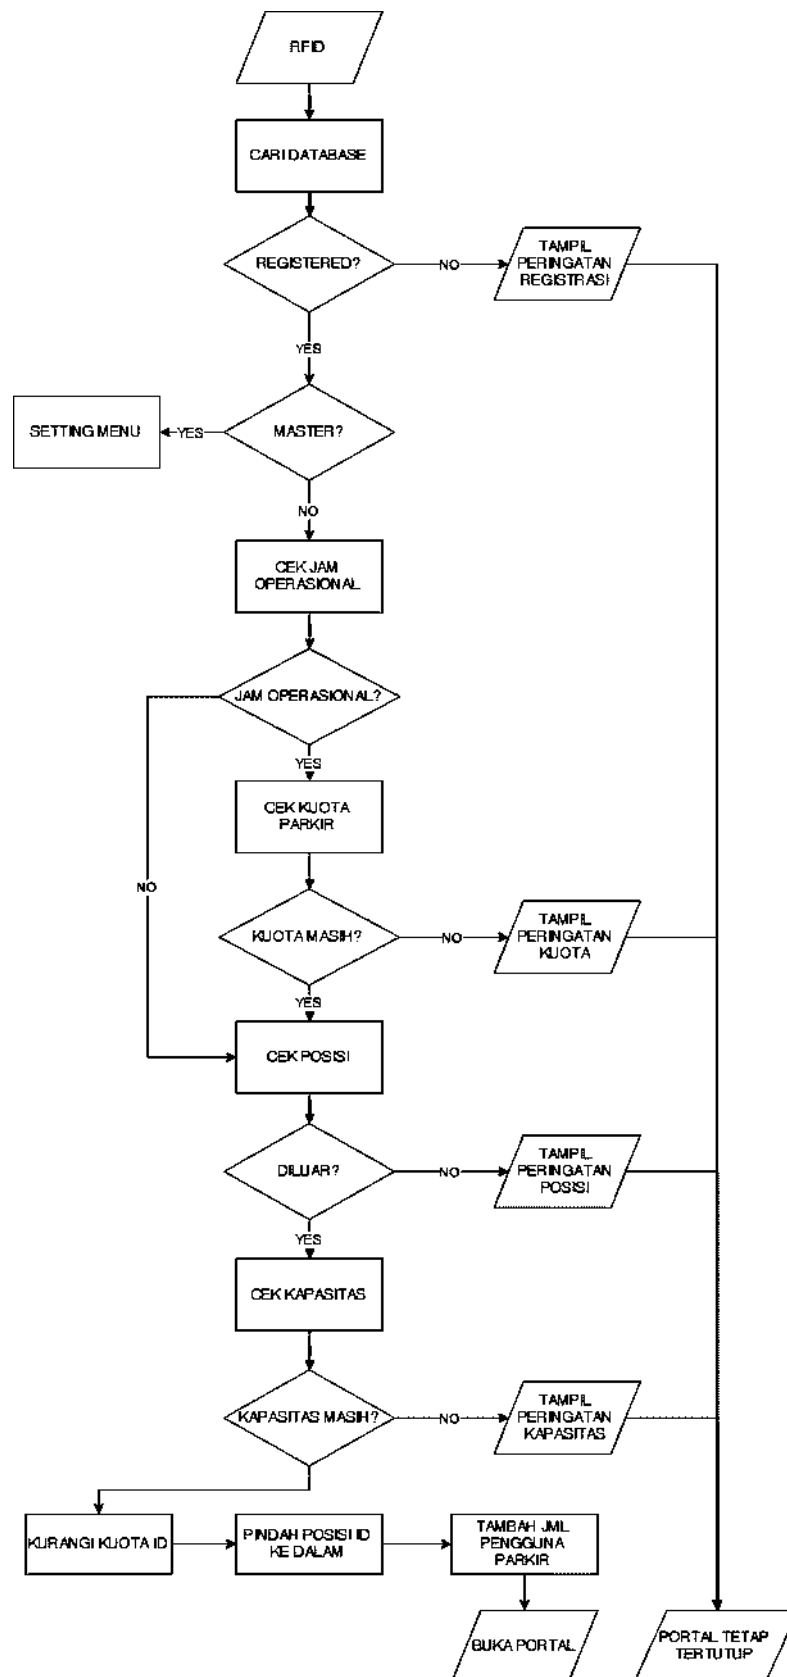 RFID
CARI DATABASE
REGISTERED?
NO
TAMPIL
PERINGATAN
REGISTRASI
YES
SETTING MENU
YES
MASTER?
NO
CEK JAM
OPERASIONAL
JAM OPERASIONAL?
YES
CEK KUOTA
PARKIR
NO
KUOTA MASIH?
NO
TAMPIL
PERINGATAN
KUOTA
YES
CEK POSISI
DILUAR?
NO
TAMPIL
PERINGATAN
POSISI
YES
CEK KAPASITAS
KAPASITAS MASIH?
NO
TAMPIL
PERINGATAN
KAPASITAS
KURANGI KUOTA ID
PINDAH POSISI ID
KE DALAM
TAMBAH JML
PENGGUNA
PARKIR
BUKA PORTAL
PORTAL TETAP
TERTUTUP